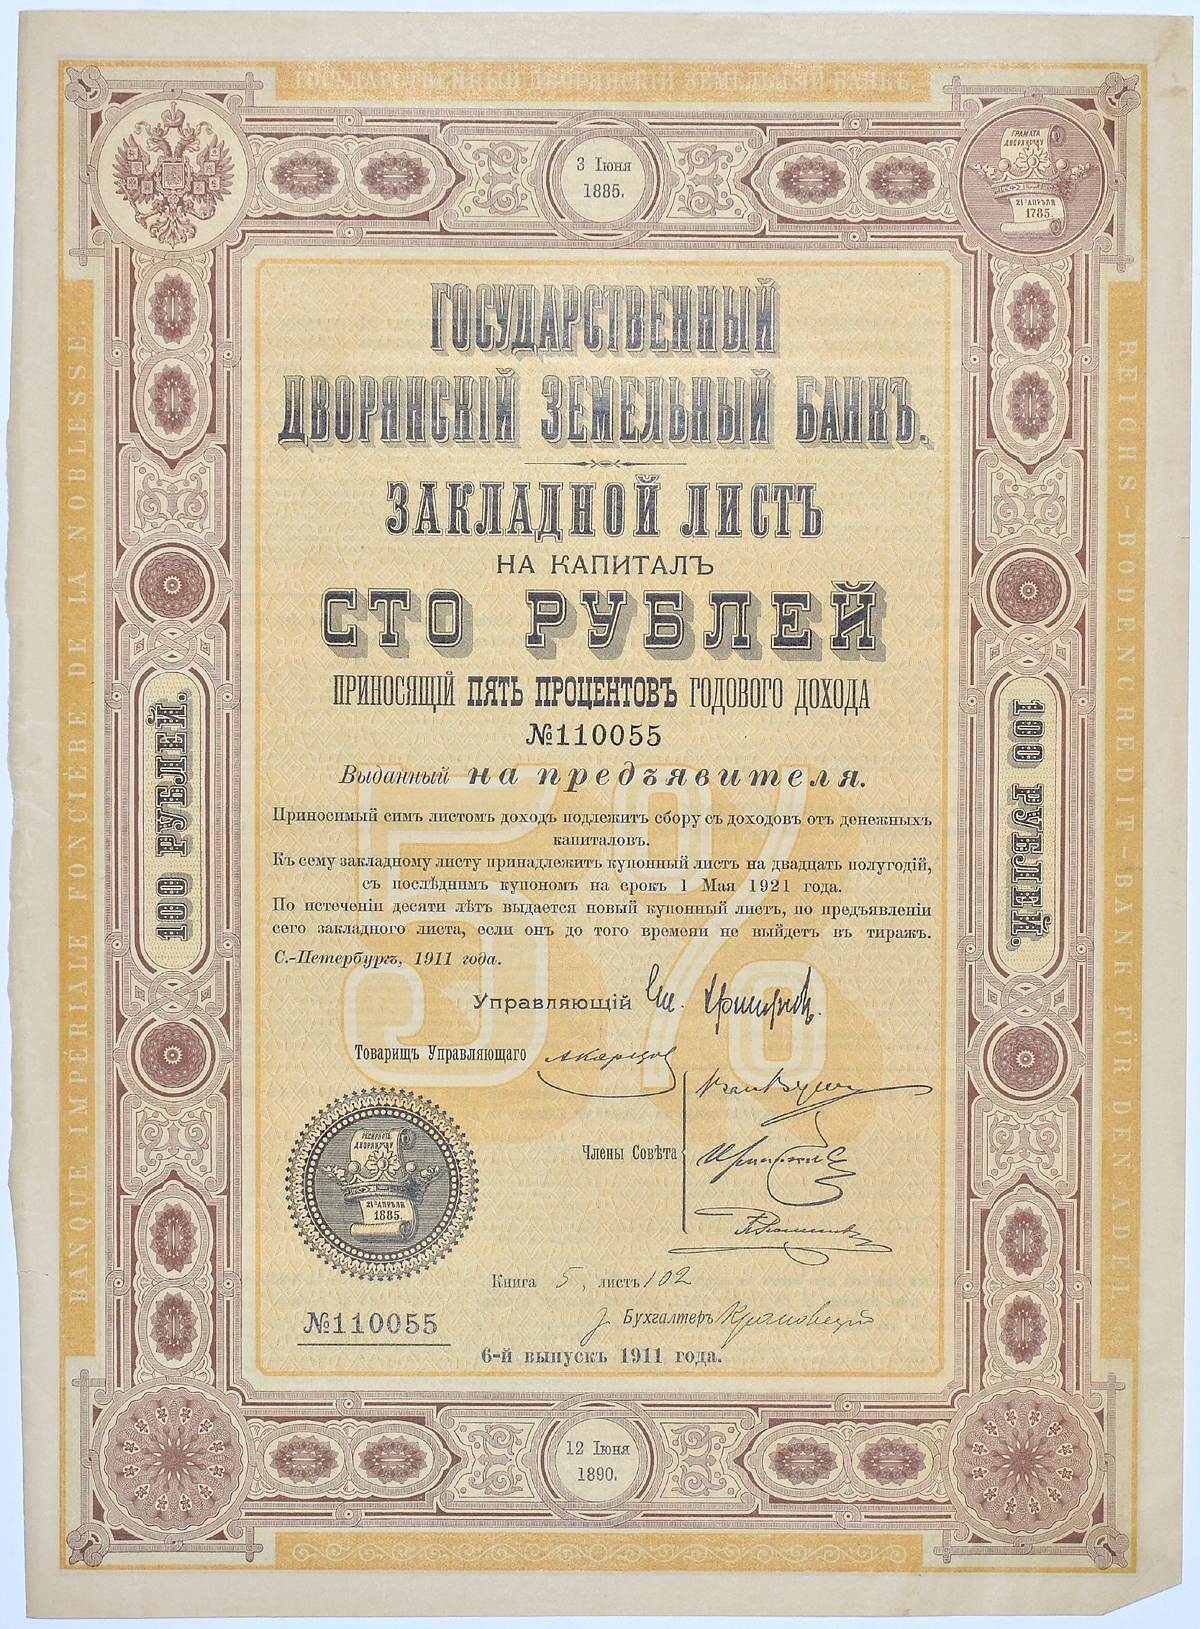 ГОСУДАРСТВЕННЫЙ ДВОРЯНСКІЙ ЗЕМЕЛЬНЫЙ БАНКЪ.
3 Іюня
1885.
ГРАМАТА
ДВОРЯНСТВУ
21го АПРѢЛЯ
1785.
ГОСУДАРСТВЕННЫЙ
ДВОРЯНСКІЙ ЗЕМЕЛЬНЫЙ БАНКЪ.
ЗАКЛАДНОЙ ЛИСТЪ
НА КАПИТАЛЪ
СТО РУБЛЕЙ
ПРИНОСЯЩІЙ ПЯТЬ ПРОЦЕНТОВЪ ГОДОВОГО ДОХОДА
№110055
Выданный на предъявителя.
5%
Приносимый симъ листомъ доходъ подлежитъ сбору съ доходовъ отъ денежныхъ
капиталовъ.
Къ сему закладному листу принадлежитъ купонный листъ на двадцать полугодій,
съ послѣднимъ купономъ на срокъ 1 Мая 1921 года.
По истеченіи десяти лѣтъ выдается новый купонный листъ, по предъявленіи
сего закладного листа, если онъ до того времени не выйдетъ въ тиражъ.
С.-Петербургъ, 1911 года.
Управляющій
Товарищъ Управляющаго
Члены Совѣта
РЕСКРИПТЪ
ДВОРЯНСТВУ
21го АПРѢЛЯ
1885.
Книга 5, листъ 102
Бухгалтеръ
№110055
6-й выпускъ 1911 года.
12 Іюня
1890.
BANQUE IMPÉRIALE FONCIÈRE DE LA NOBLESSE.
100 РУБЛЕЙ.
100 РУБЛЕЙ.
REICHS-BODENCREDIT-BANK FÜR DEN ADEL.